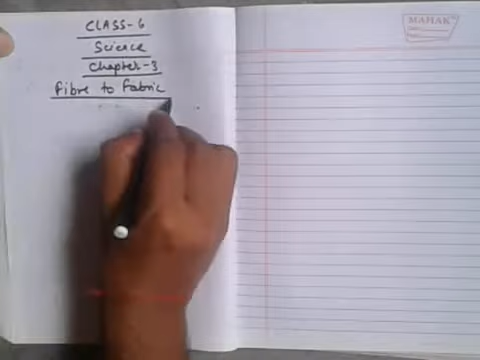 CLASS-6
Science
Chapter-3
Fibre to Fabric
MAHAK